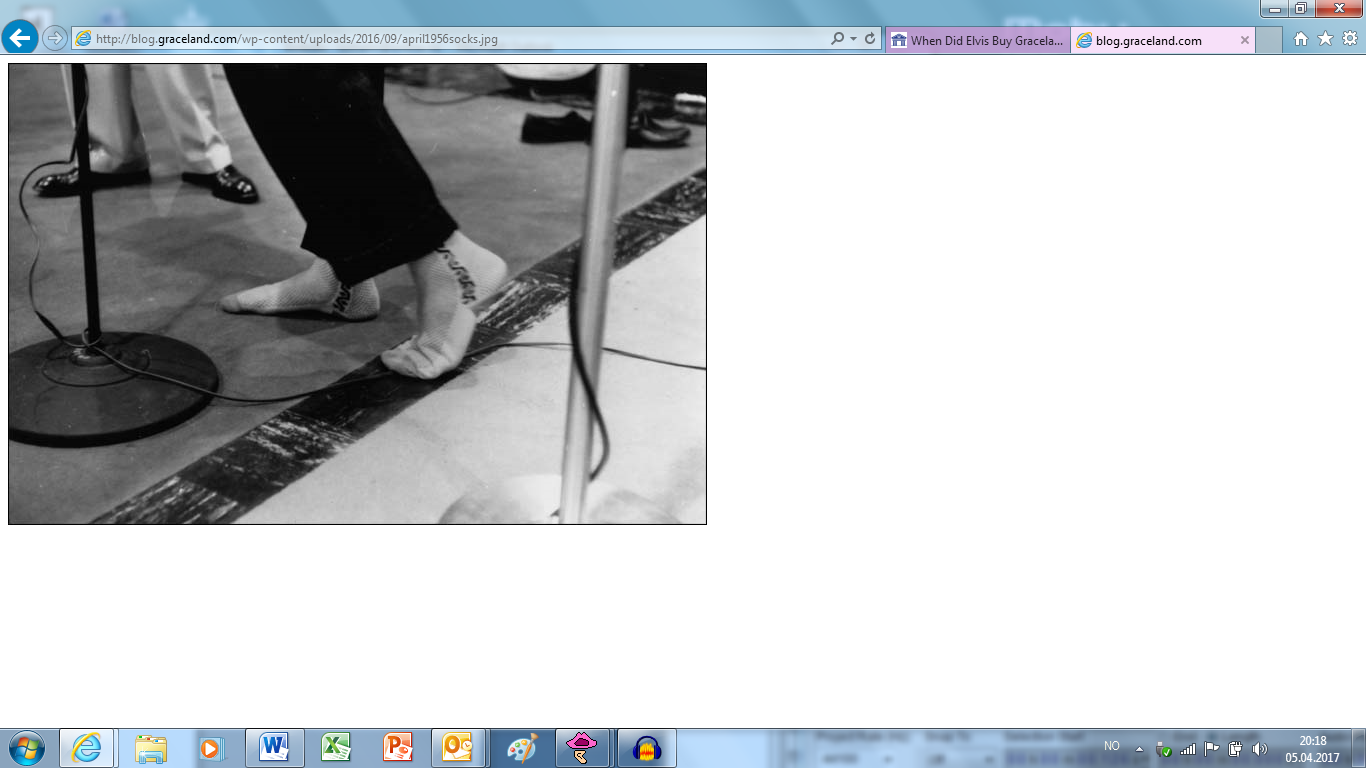 http://blog.graceland.com/wp-content/uploads/2016/09/april1956socks.jpg
When Did Elvis Buy Gracela...
blog.graceland.com
NO
20:18
05.04.2017